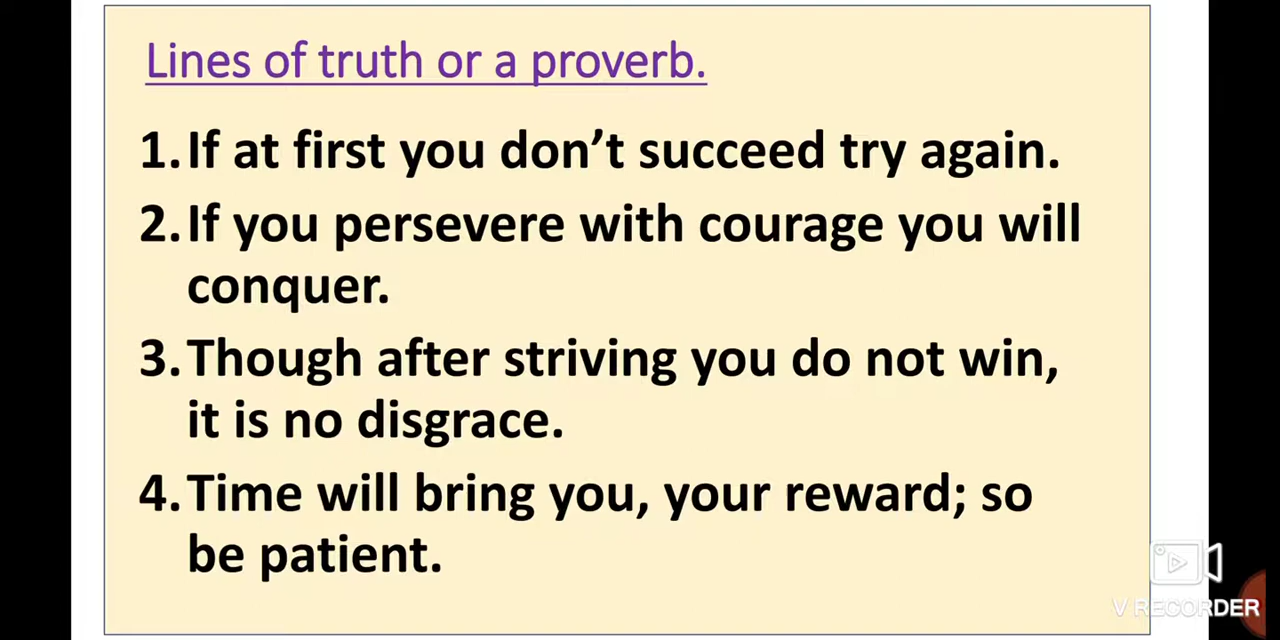 Lines of truth or a proverb.
1. If at first you don't succeed try again.
2. If you persevere with courage you will
conquer.
3. Though after striving you do not win,
it is no disgrace.
4. Time will bring you, your reward; so
be patient.
V RECORDER